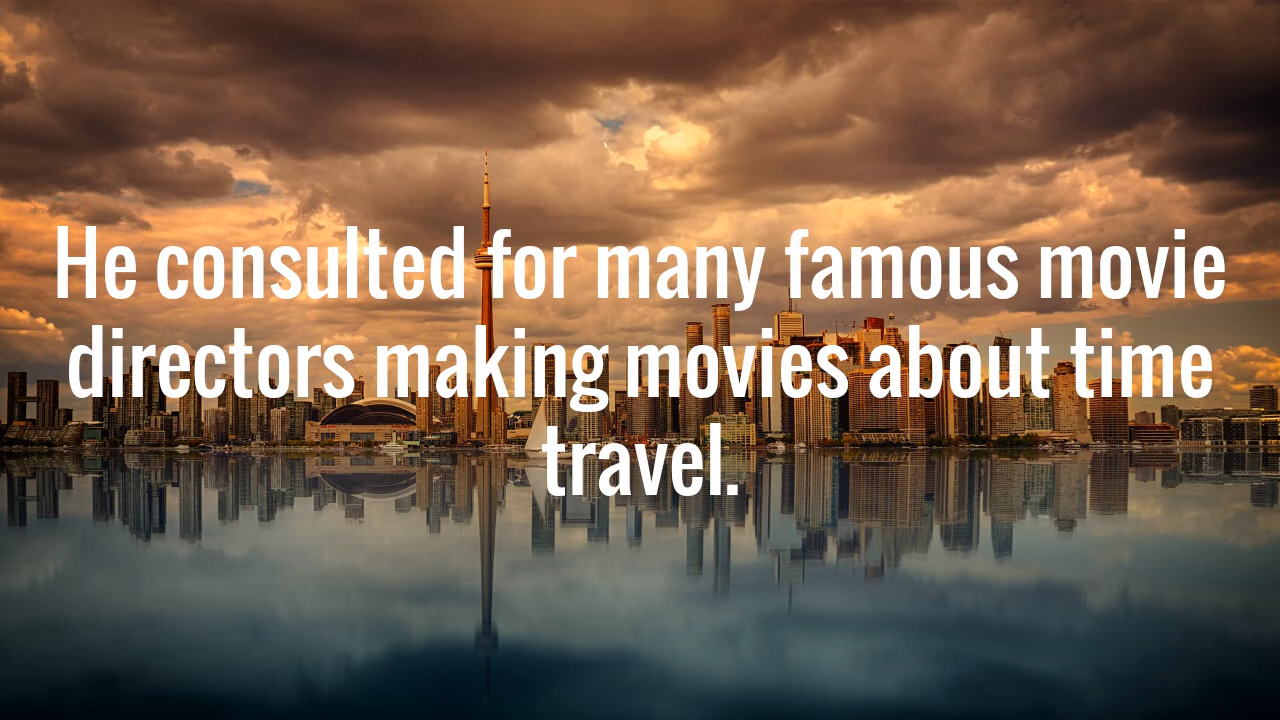 He consulted for many famous movie
directors making movies about time
travel.